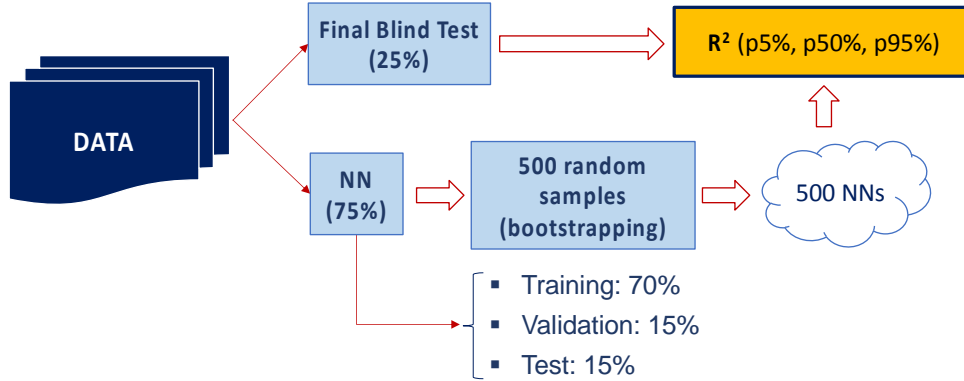 Final Blind Test
(25%)
R² (p5%, p50%, p95%)
DATA
NN
(75%)
500 random
samples
(bootstrapping)
500 NNs
▪ Training: 70%
▪ Validation: 15%
▪ Test: 15%